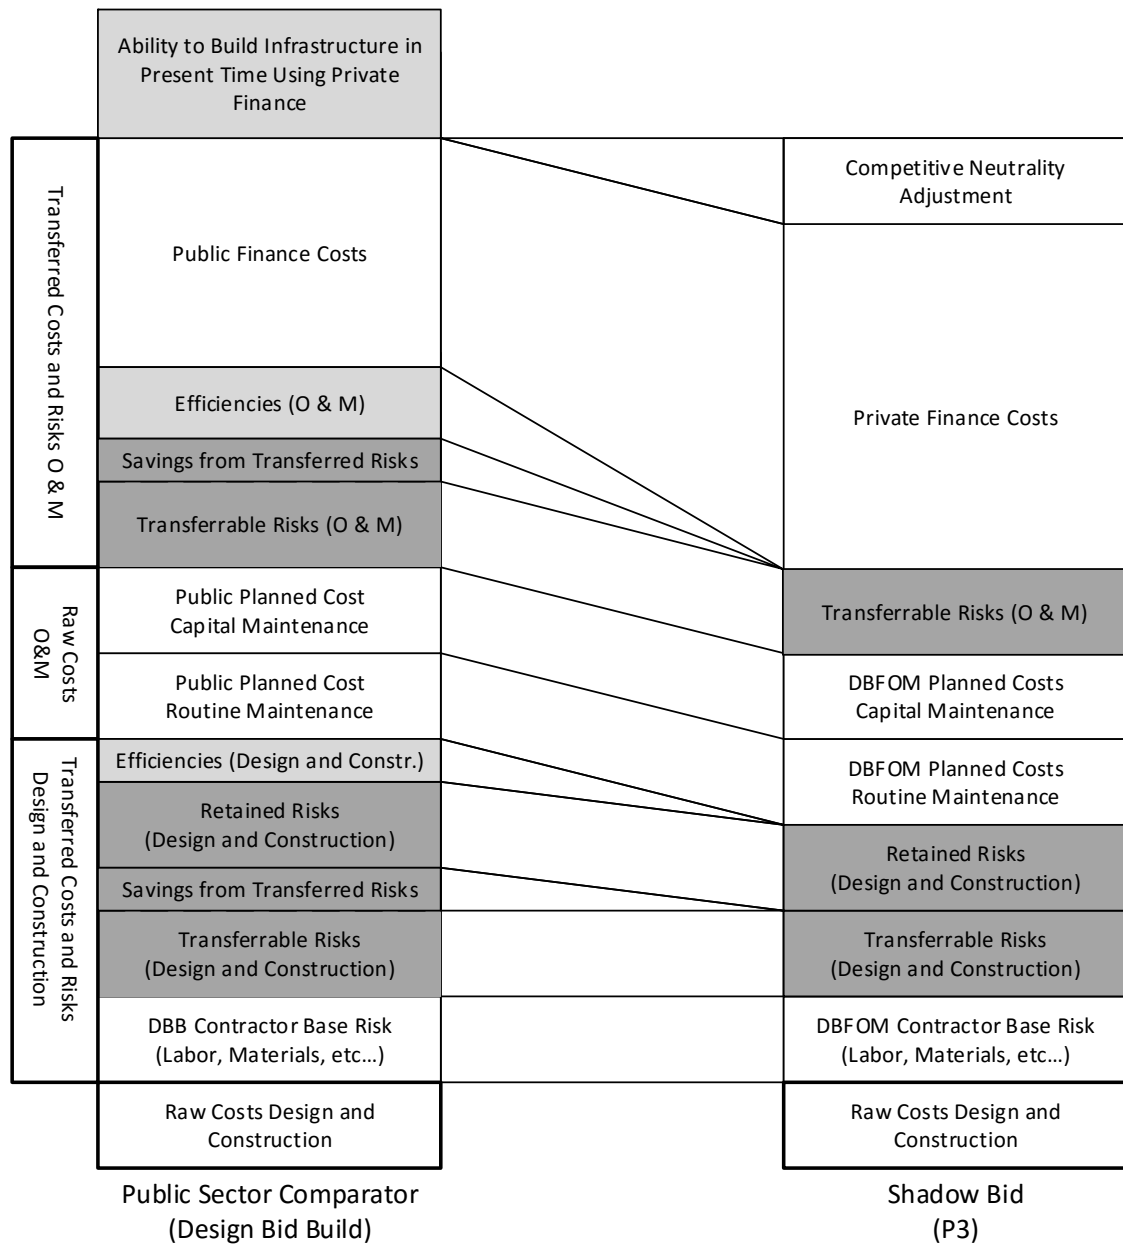 Ability to Build Infrastructure in
Present Time Using Private
Finance
Transferred Costs and Risks O & M
Public Finance Costs
Efficiencies (O & M)
Savings from Transferred Risks
Transferrable Risks (O & M)
Raw Costs
O&M
Public Planned Cost
Capital Maintenance
Public Planned Cost
Routine Maintenance
Transferred Costs and Risks
Design and Construction
Efficiencies (Design and Constr.)
Retained Risks
(Design and Construction)
Savings from Transferred Risks
Transferrable Risks
(Design and Construction)
DBB Contractor Base Risk
(Labor, Materials, etc...)
Raw Costs Design and
Construction
Public Sector Comparator
(Design Bid Build)
Competitive Neutrality
Adjustment
Private Finance Costs
Transferrable Risks (O & M)
DBFOM Planned Costs
Capital Maintenance
DBFOM Planned Costs
Routine Maintenance
Retained Risks
(Design and Construction)
Transferrable Risks
(Design and Construction)
DBFOM Contractor Base Risk
(Labor, Materials, etc...)
Raw Costs Design and
Construction
Shadow Bid
(P3)